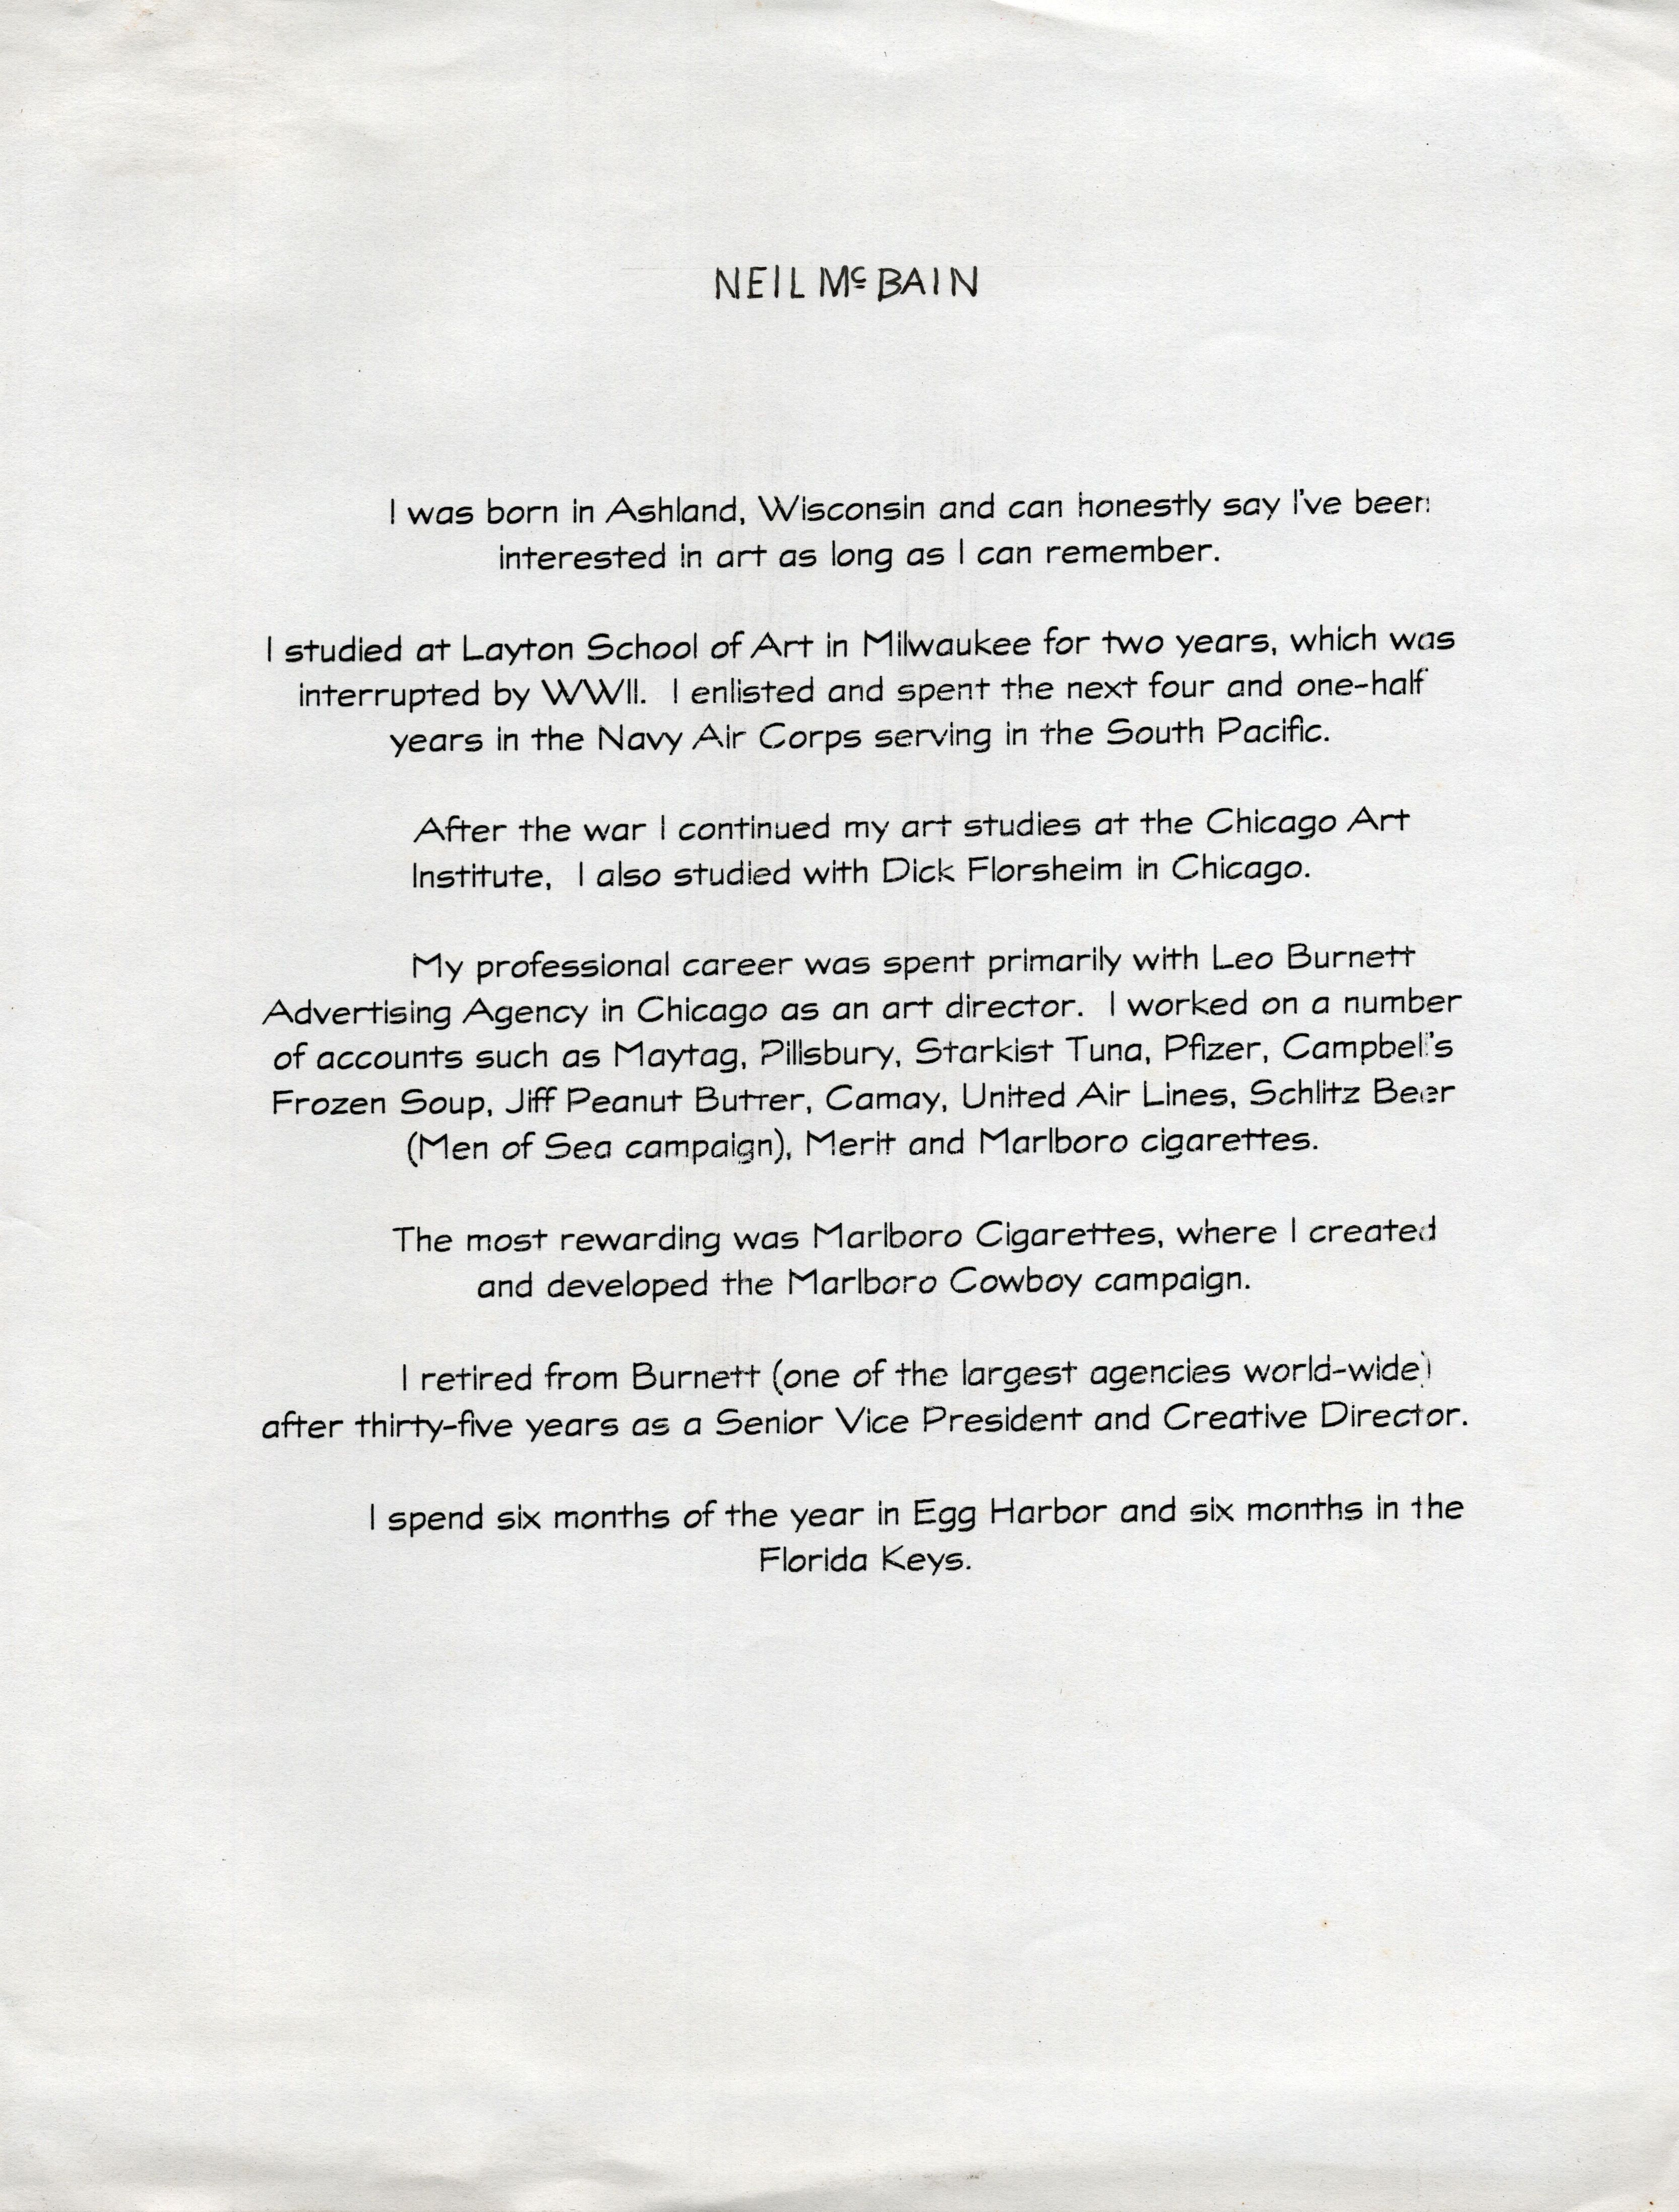 NEIL McBAIN
I was born in Ashland, Wisconsin and can honestly say I've been
interested in art as long as I can remember.
I studied at Layton School of Art in Milwaukee for two years, which was
interrupted by WWII. I enlisted and spent the next four and one-half
years in the Navy Air Corps serving in the South Pacific.
After the war I continued my art studies at the Chicago Art
Institute, I also studied with Dick Florsheim in Chicago.
My professional career was spent primarily with Leo Burnett
Advertising Agency in Chicago as an art director. I worked on a number
of accounts such as Maytag, Pillsbury, Starkist Tuna, Pfizer, Campbell's
Frozen Soup, Jiff Peanut Butter, Camay, United Air Lines, Schlitz Beer
(Men of Sea campaign), Merit and Marlboro cigarettes.
The most rewarding was Marlboro Cigarettes, where I created
and developed the Marlboro Cowboy campaign.
I retired from Burnett (one of the largest agencies world-wide)
after thirty-five years as a Senior Vice President and Creative Director.
I spend six months of the year in Egg Harbor and six months in the
Florida Keys.